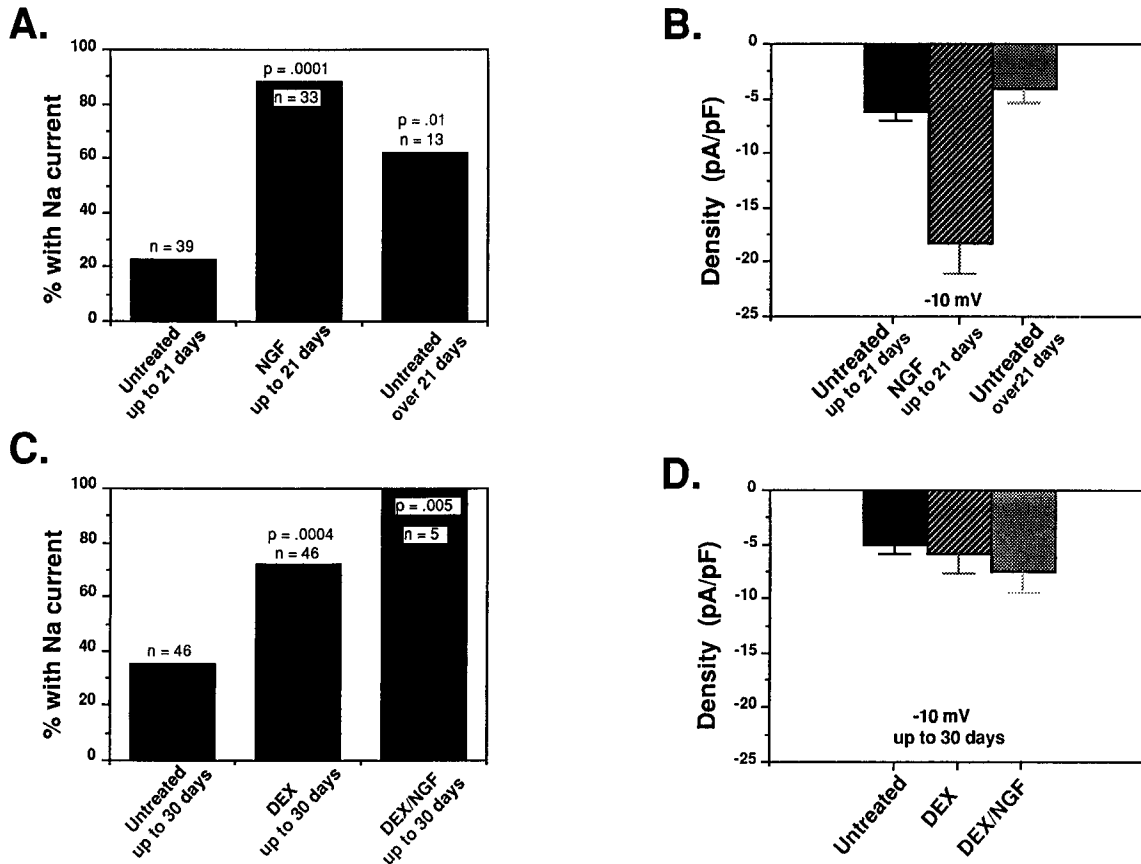 A.
% with Na current
100
80
60
40
20
0
n = 39
p = .0001
n = 33
p = .01
n = 13
Untreated
up to 21 days
NGF
up to 21 days
Untreated
over 21 days
B.
Density (pA/pF)
0
-5
-10
-15
-20
-25
-10 mV
Untreated
up to 21 days
NGF
up to 21 days
Untreated
over21 days
C.
% with Na current
100
80
60
40
20
0
n = 46
p = .0004
n = 46
p = .005
n = 5
Untreated
up to 30 days
DEX
up to 30 days
DEX/NGF
up to 30 days
D.
Density (pA/pF)
0
-5
-10
-15
-20
-25
-10 mV
up to 30 days
Untreated
DEX
DEX/NGF